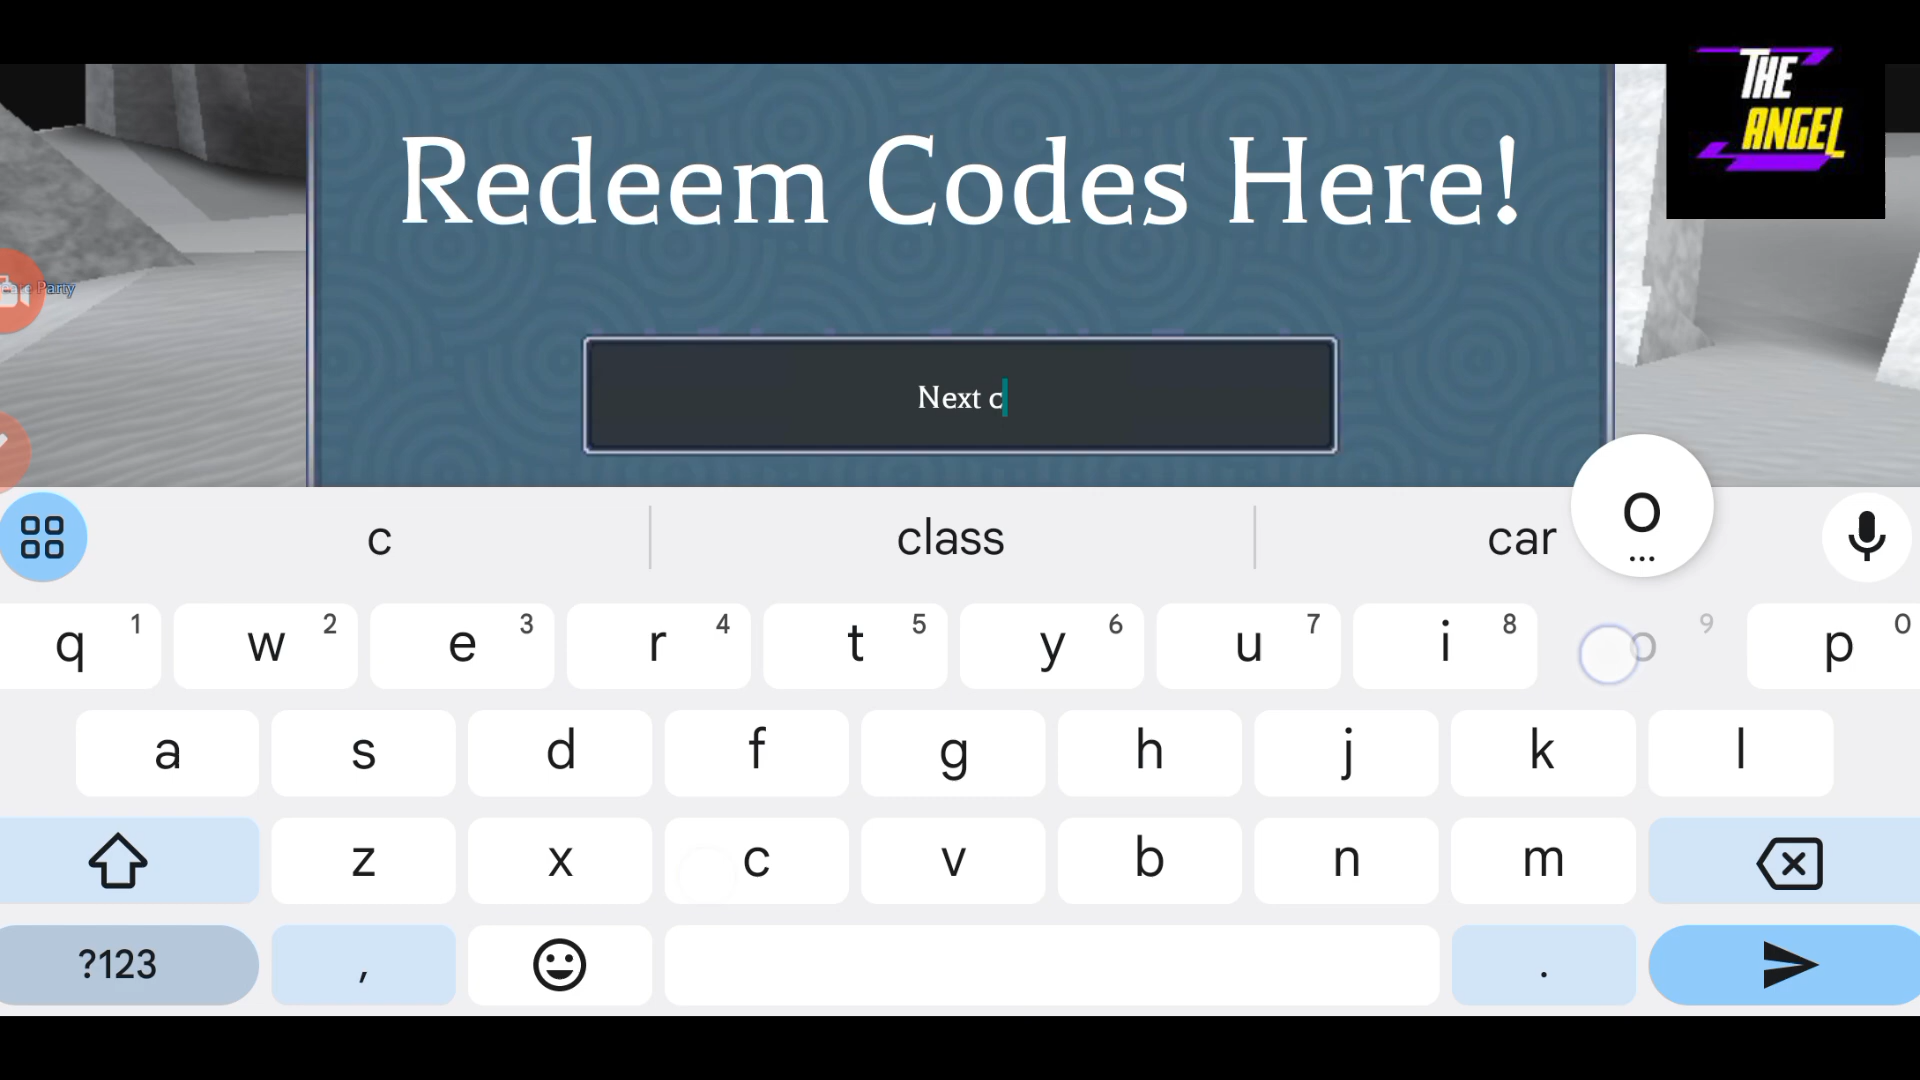 THE
ANGEL
Redeem Codes Here!
Party
Next c
c class car o
...
q 1 w 2 e 3 r 4 t 5 y 6 u 7 i 8 o 9 p 0
a s d f g h j k l
z x c v b n m
?123 , .